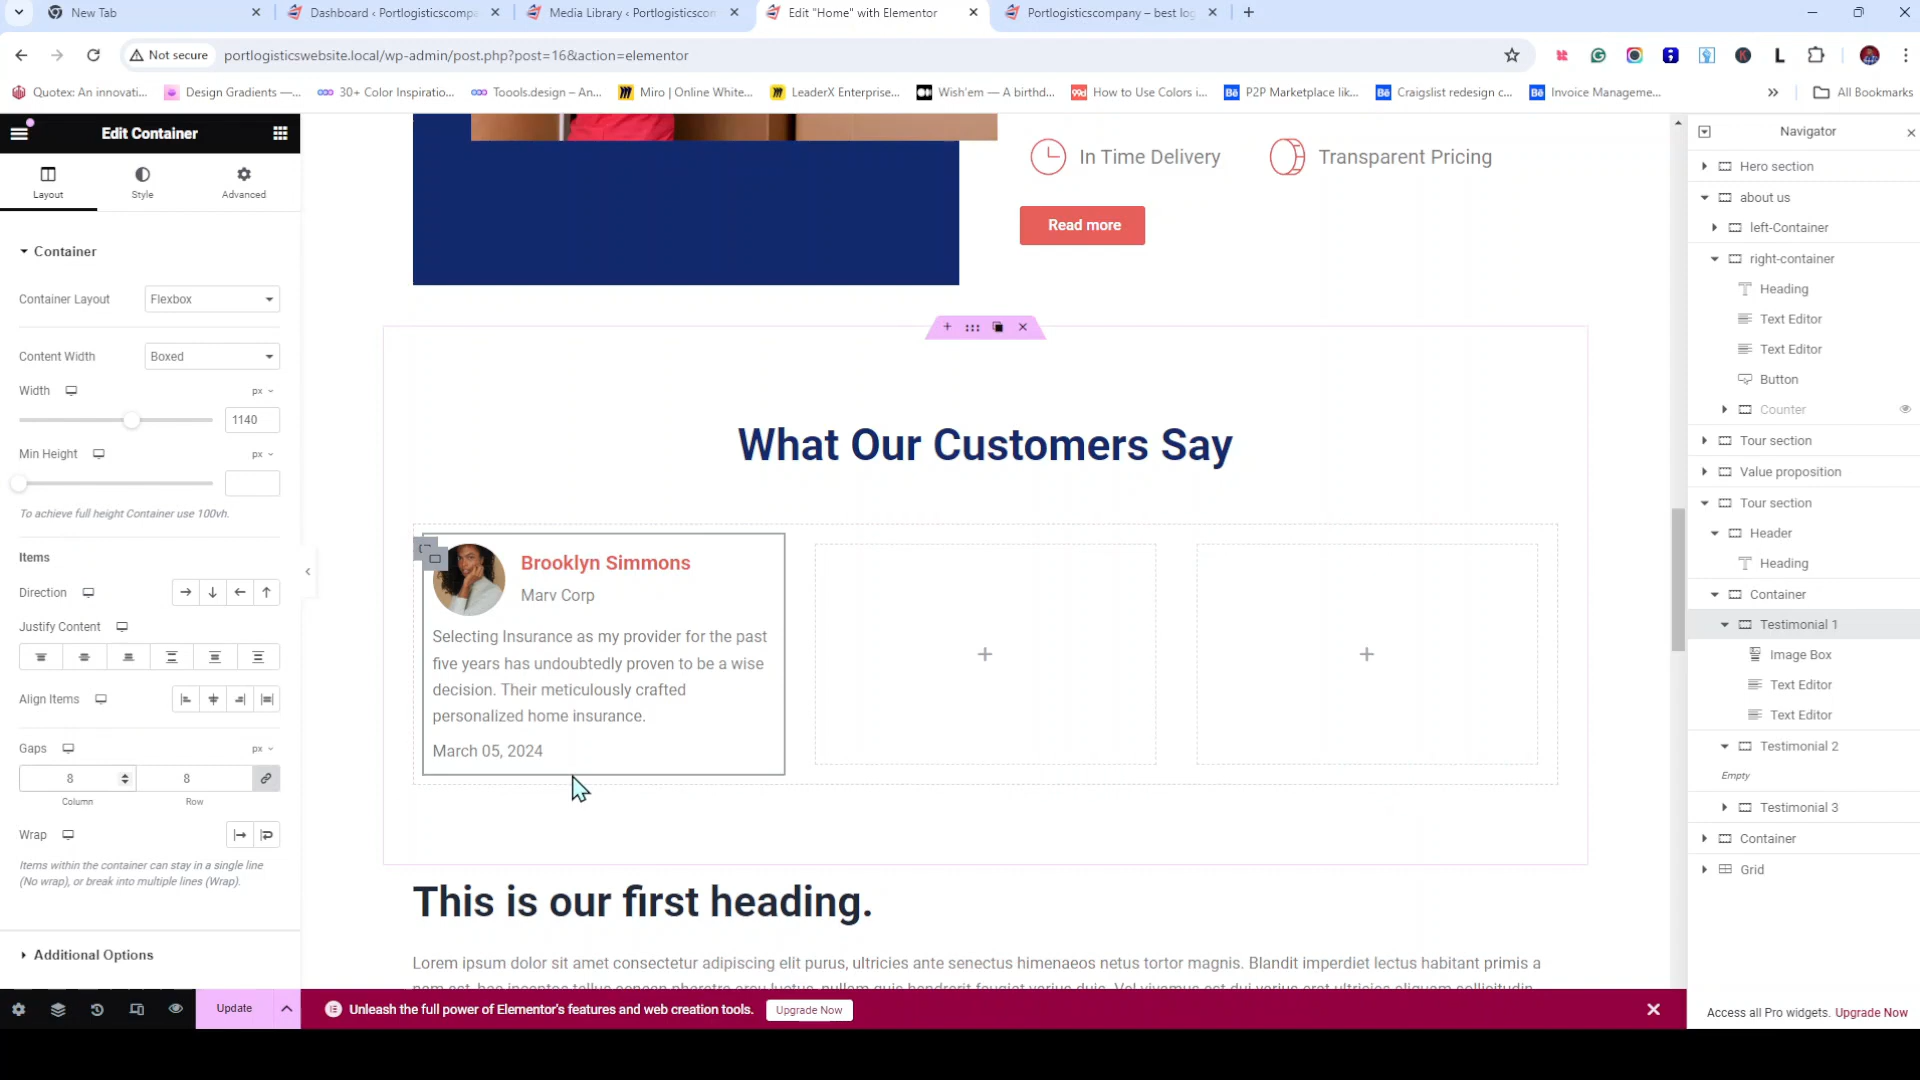 New Tab
Dashboard ‹ Portlogisticscompa
Media Library ‹ Portlogisticscom
Edit "Home" with Elementor
Portlogisticscompany – best log
Not secure
portlogisticswebsite.local/wp-admin/post.php?post=16&action=elementor
Quotex: An innovati...
Design Gradients —...
30+ Color Inspiratio...
Toools.design – An...
Miro | Online White...
LeaderX Enterprise...
Wish'em — A birthd...
How to Use Colors i...
P2P Marketplace lik...
Craigslist redesign c...
Invoice Manageme...
All Bookmarks
Edit Container
Layout
Style
Advanced
Container
Container Layout
Flexbox
Content Width
Boxed
Width
px
1140
Min Height
px
To achieve full height Container use 100vh.
Items
Direction
Justify Content
Align Items
Gaps
px
8
8
Column
Row
Wrap
Items within the container can stay in a single line
(No wrap), or break into multiple lines (Wrap).
Additional Options
Update
In Time Delivery
Transparent Pricing
Read more
What Our Customers Say
Brooklyn Simmons
Marv Corp
Selecting Insurance as my provider for the past
five years has undoubtedly proven to be a wise
decision. Their meticulously crafted
personalized home insurance.
March 05, 2024
This is our first heading.
Lorem ipsum dolor sit amet consectetur adipiscing elit purus, ultricies ante senectus himenaeos netus tortor magnis. Blandit imperdiet lectus habitant primis a
Unleash the full power of Elementor's features and web creation tools.
Upgrade Now
Navigator
Hero section
about us
left-Container
right-container
Heading
Text Editor
Text Editor
Button
Counter
Tour section
Value proposition
Tour section
Header
Heading
Container
Testimonial 1
Image Box
Text Editor
Text Editor
Testimonial 2
Empty
Testimonial 3
Container
Grid
Access all Pro widgets. Upgrade Now